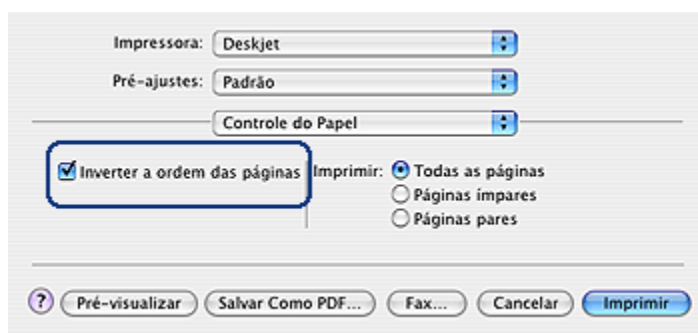 Impressora: Deskjet
Pré-ajustes: Padrão
Controle do Papel
Inverter a ordem das páginas Imprimir: Todas as páginas
Páginas ímpares
Páginas pares
? Pré-visualizar Salvar Como PDF... Fax... Cancelar Imprimir